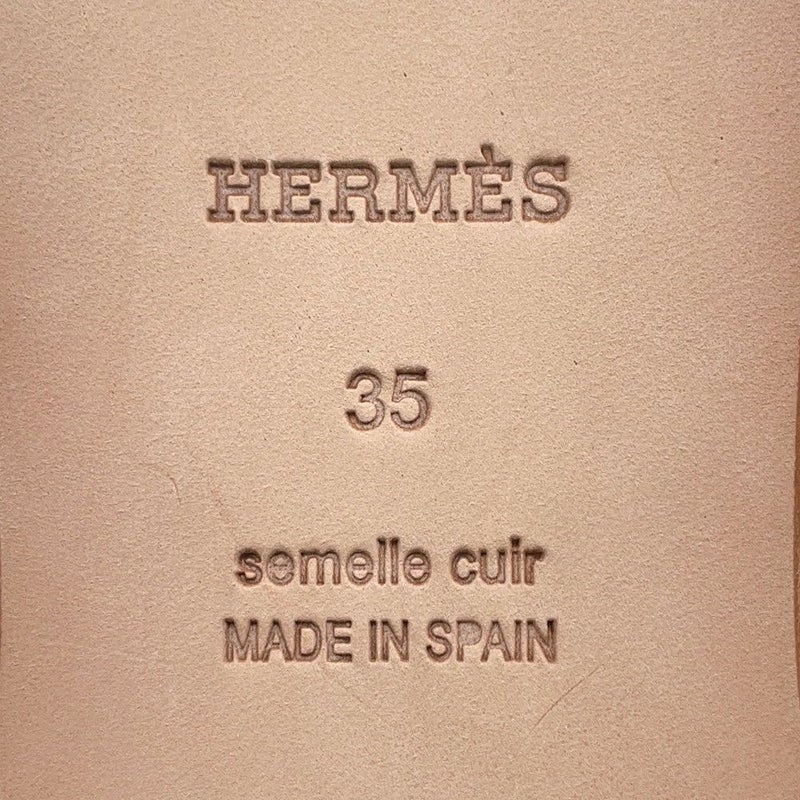 HERMÈS
35
semelle cuir
MADE IN SPAIN